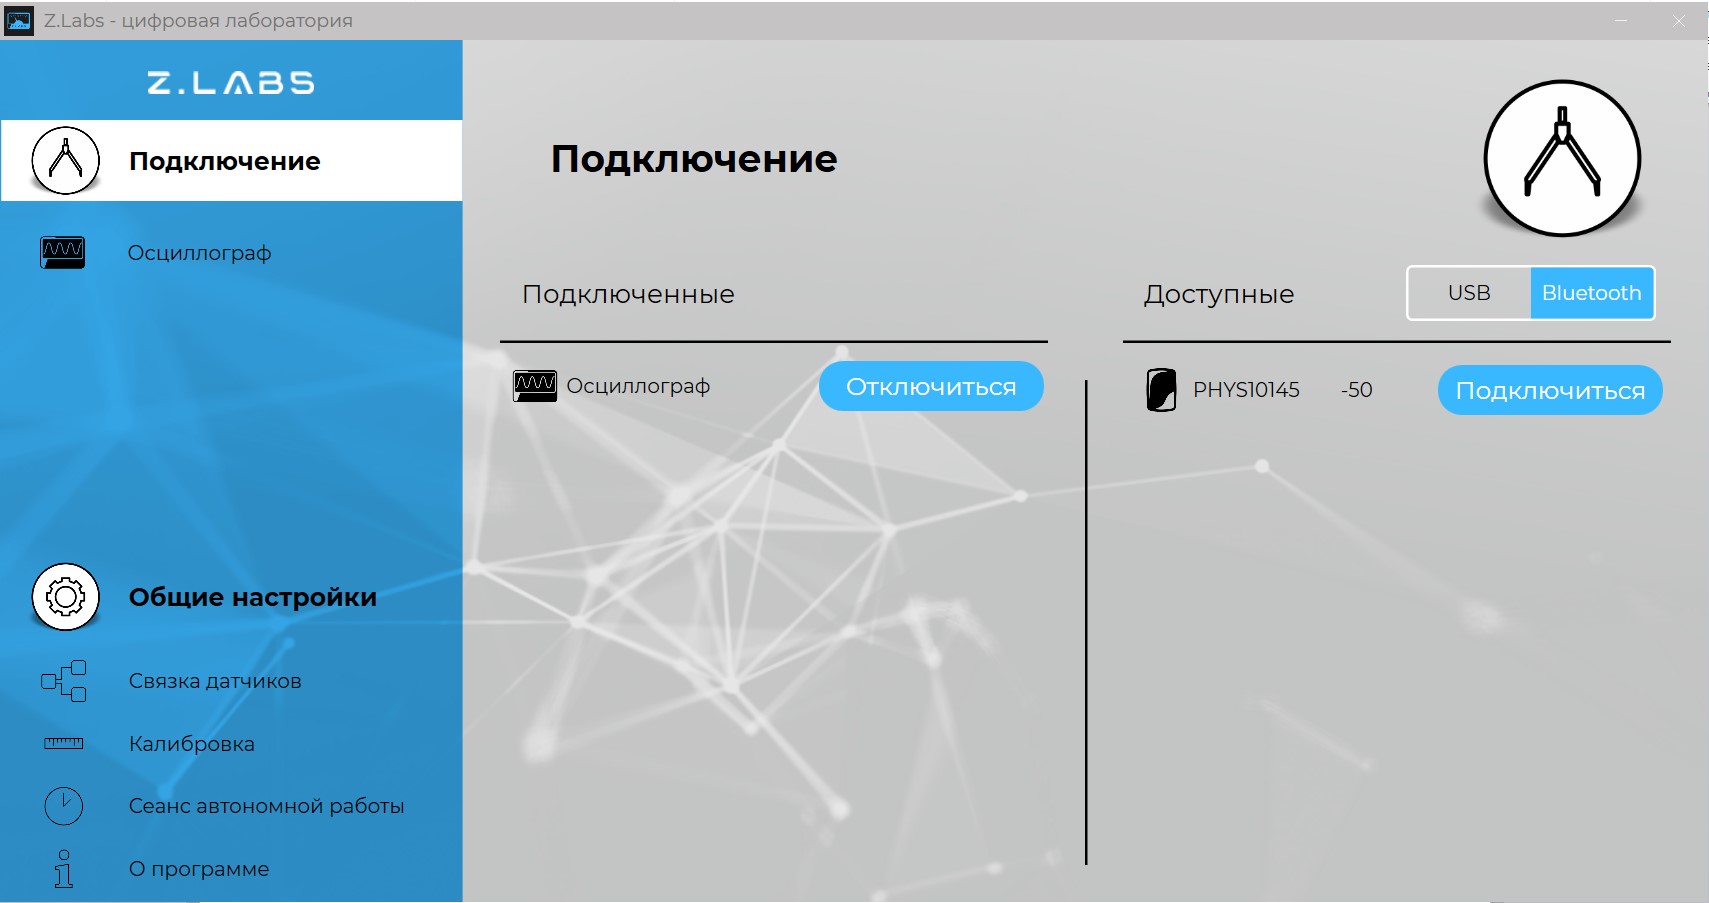 Z.Labs - цифровая лаборатория
Z.LABS
Подключение
Осциллограф
Общие настройки
Связка датчиков
Калибровка
Сеанс автономной работы
О программе
Подключение
Подключенные
Осциллограф Отключиться
Доступные USB Bluetooth
PHYS10145 -50 Подключиться